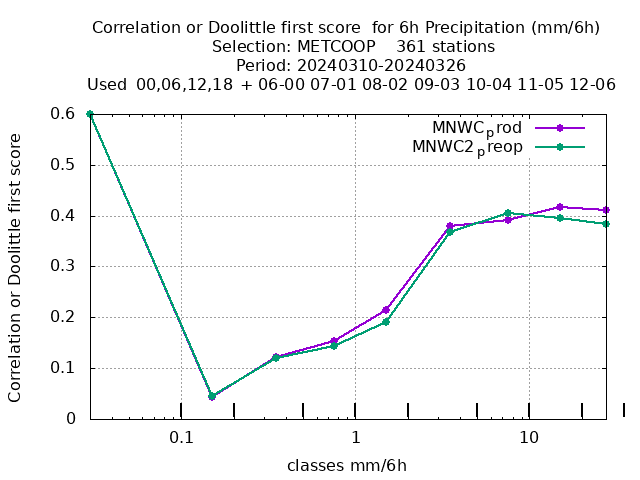 Correlation or Doolittle first score  for 6h Precipitation (mm/6h)
Selection: METCOOP    361 stations
Period: 20240310-20240326
Used  00,06,12,18  + 06-00 07-01 08-02 09-03 10-04 11-05 12-06
MNWCprod
MNWC2preop
Correlation or Doolittle first score
0.6
0.5
0.4
0.3
0.2
0.1
0
0.1 1 10
classes mm/6h